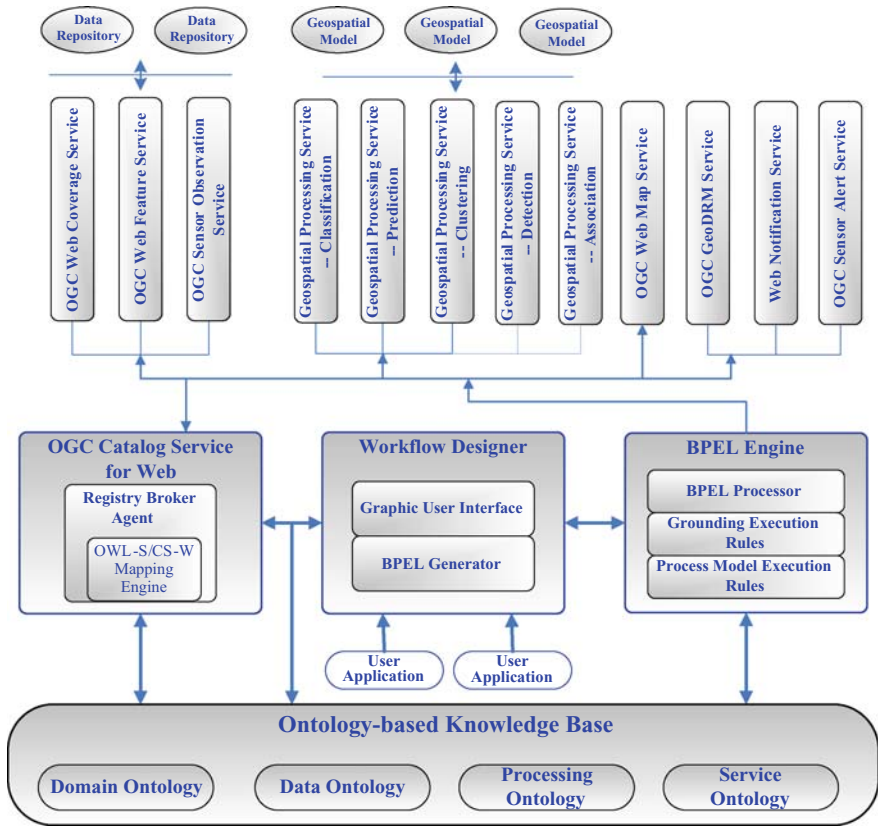 Data
Repository
Data
Repository
Geospatial
Model
Geospatial
Model
Geospatial
Model
OGC Web Coverage Service
OGC Web Feature Service
OGC Sensor Observation
Service
Geospatial Processing Service
-- Classification
Geospatial Processing Service
-- Prediction
Geospatial Processing Service
-- Clustering
Geospatial Processing Service
-- Detection
Geospatial Processing Service
-- Association
OGC Web Map Service
OGC GeoDRM Service
Web Notification Service
OGC Sensor Alert Service
OGC Catalog Service
for Web
Registry Broker
Agent
OWL-S/CS-W
Mapping
Engine
Workflow Designer
Graphic User Interface
BPEL Generator
BPEL Engine
BPEL Processor
Grounding Execution
Rules
Process Model Execution
Rules
User
Application
User
Application
Ontology-based Knowledge Base
Domain Ontology
Data Ontology
Processing
Ontology
Service
Ontology